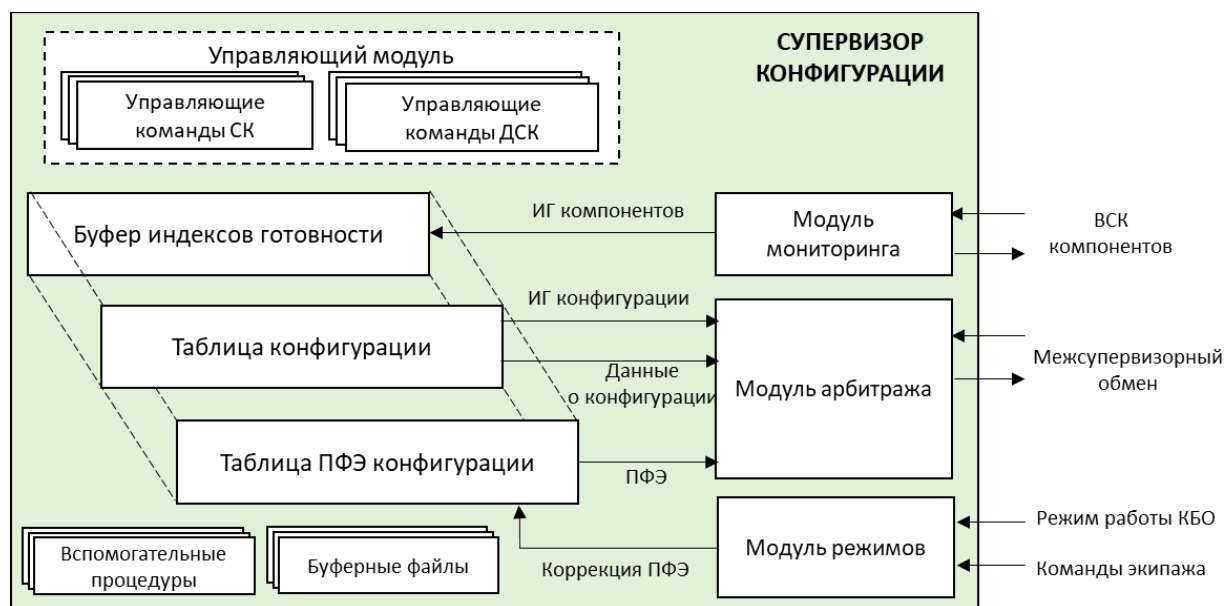 СУПЕРВИЗОР
КОНФИГУРАЦИИ
Управляющий модуль
Управляющие
команды СК
Управляющие
команды ДСК
Буфер индексов готовности
ИГ компонентов
Модуль
мониторинга
ВСК
компонентов
Таблица конфигурации
ИГ конфигурации
Данные
о конфигурации
Модуль арбитража
Межсупервизорный
обмен
Таблица ПФЭ конфигурации
ПФЭ
Вспомогательные
процедуры
Буферные файлы
Коррекция ПФЭ
Модуль режимов
Режим работы КБО
Команды экипажа